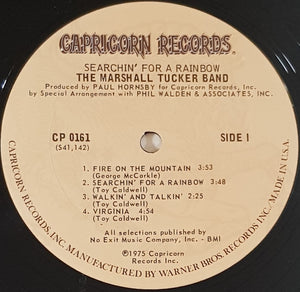 CAPRICORN RECORDS.
SEARCHIN' FOR A RAINBOW
THE MARSHALL TUCKER BAND
Produced by PAUL HORNSBY for Capricorn Records, Inc.
by Special Arrangement with PHIL WALDEN & ASSOCIATES, INC.
CP 0161
SIDE 1
(S41,142)
1. FIRE ON THE MOUNTAIN 3:53
(George McCorkle)
2. SEARCHIN' FOR A RAINBOW 3:48
(Toy Caldwell)
3. WALKIN' AND TALKIN' 2:25
(Toy Caldwell)
4. VIRGINIA 4:54
(Toy Caldwell)
All selections published by
No Exit Music Company, Inc. - BMI
©1975 Capricorn
Records Inc.
CAPRICORN RECORDS, INC. MANUFACTURED BY WARNER BROS. RECORDS INC. MADE IN U.S.A.